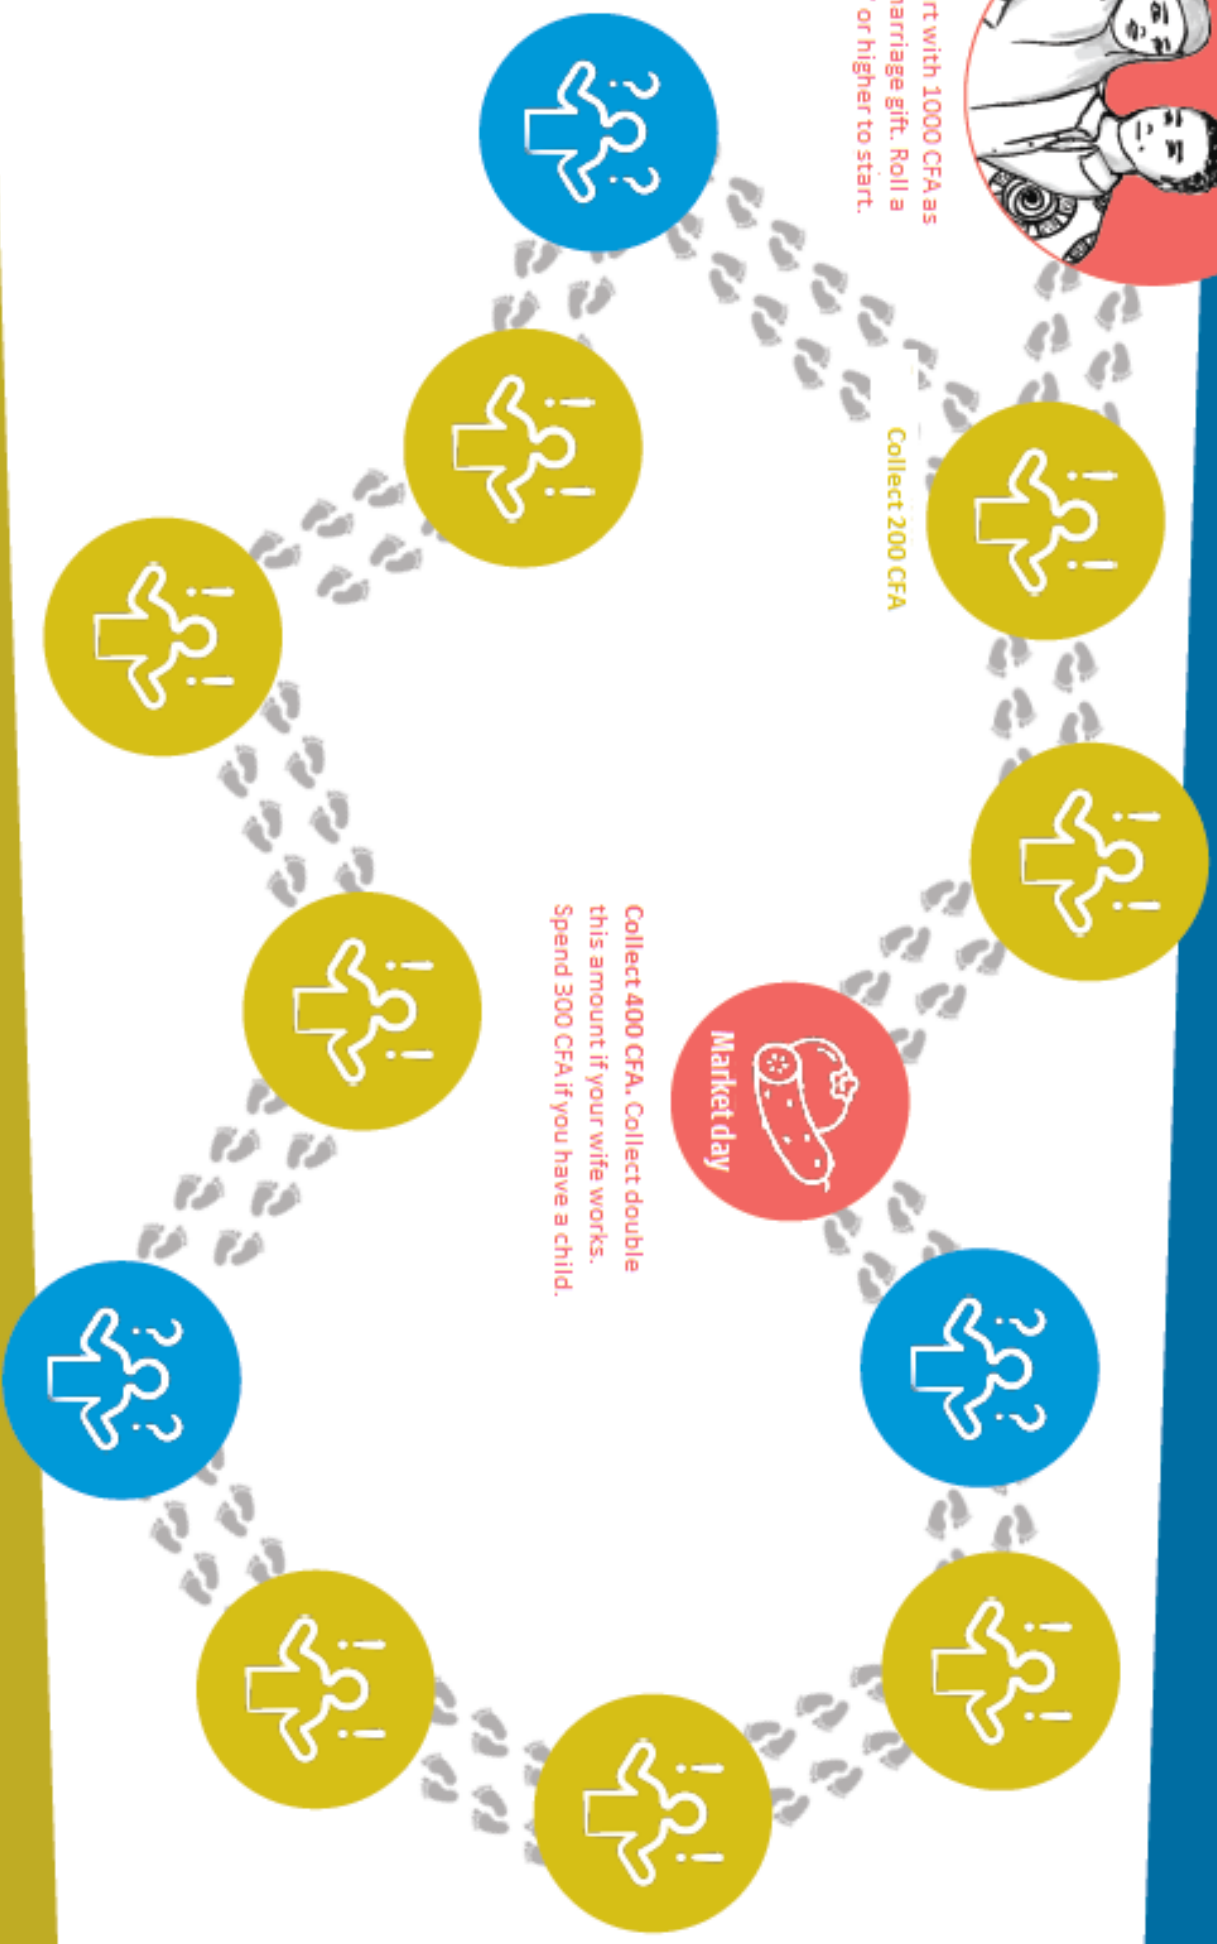 rt with 1000 CFA as
arriage gift. Roll a
or higher to start.
Collect 200 CFA
Market day
Collect 400 CFA. Collect double
this amount if your wife works.
Spend 300 CFA if you have a child.